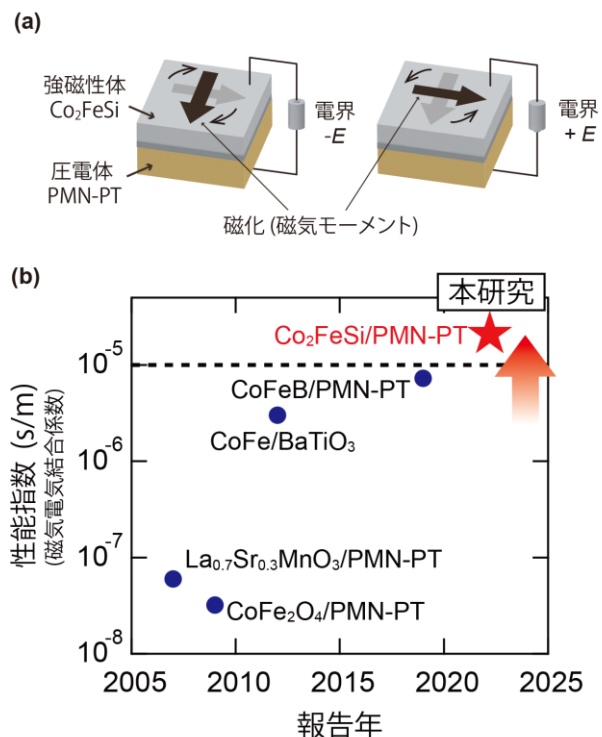 (a)
強磁性体
Co₂FeSi
圧電体
PMN-PT
電界
-E
電界
+ E
磁化 (磁気モーメント)
(b)
本研究
Co₂FeSi/PMN-PT
CoFeB/PMN-PT
CoFe/BaTiO₃
La₀.₇Sr₀.₃MnO₃/PMN-PT
CoFe₂O₄/PMN-PT
性能指数 (s/m)
(磁気電気結合係数)
10⁻⁵
10⁻⁶
10⁻⁷
10⁻⁸
2005 2010 2015 2020 2025
報告年